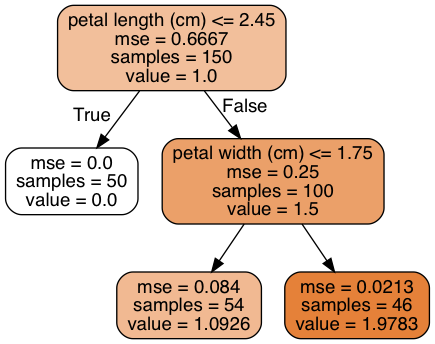 petal length (cm) <= 2.45
mse = 0.6667
samples = 150
value = 1.0
True
False
mse = 0.0
samples = 50
value = 0.0
petal width (cm) <= 1.75
mse = 0.25
samples = 100
value = 1.5
mse = 0.084
samples = 54
value = 1.0926
mse = 0.0213
samples = 46
value = 1.9783